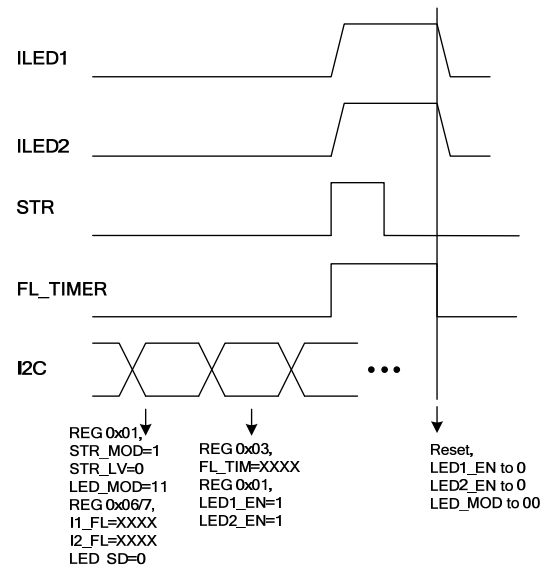 ILED1
ILED2
STR
FL_TIMER
I2C
REG 0x01,
STR_MOD=1
STR_LV=0
LED_MOD=11
REG 0x06/7,
I1_FL=XXXX
I2_FL=XXXX
LED_SD=0
REG 0x03,
FL_TIM=XXXX
REG 0x01,
LED1_EN=1
LED2_EN=1
Reset,
LED1_EN to 0
LED2_EN to 0
LED_MOD to 00